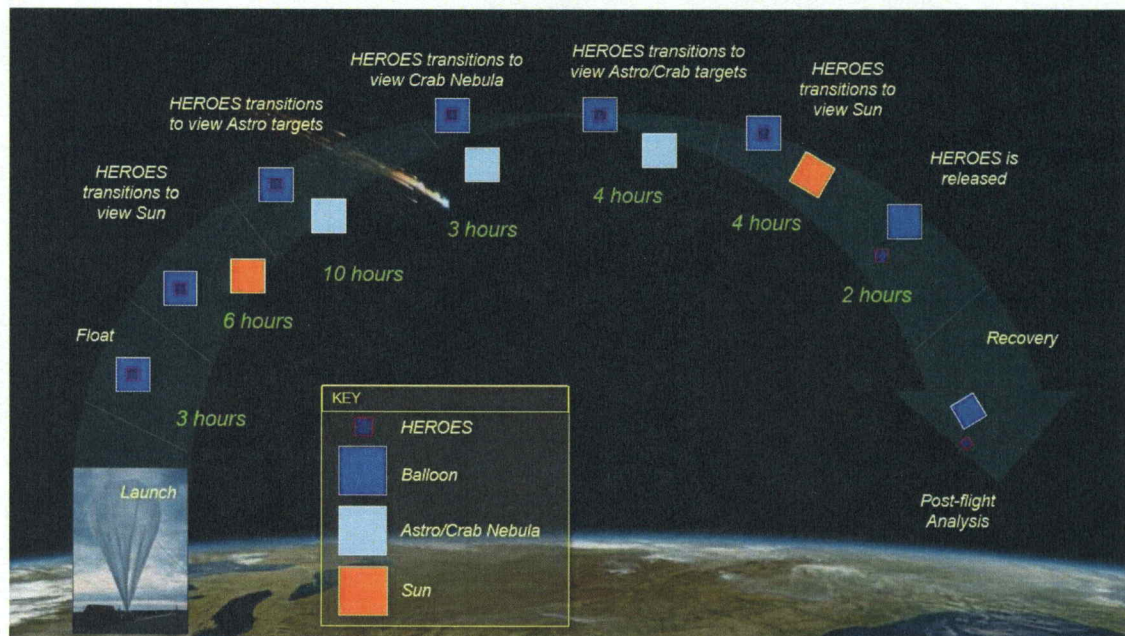 HEROES transitions to
view Crab Nebula
HEROES transitions to
view Astro/Crab targets
HEROES
transitions to
view Sun
HEROES transitions
to view Astro targets
HEROES is
released
HEROES
transitions to
view Sun
3 hours
4 hours
4 hours
10 hours
2 hours
6 hours
Float
Recovery
3 hours
KEY
HEROES
Balloon
Astro/Crab Nebula
Sun
Launch
Post-flight
Analysis